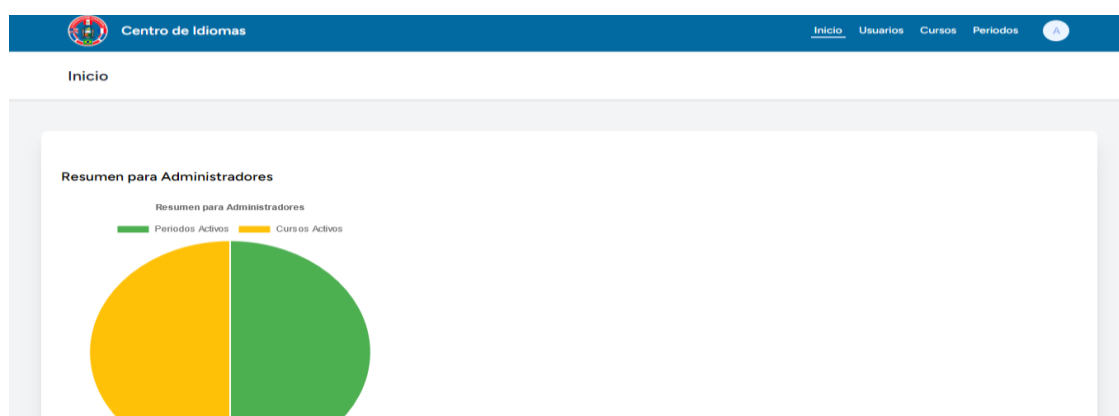 Centro de Idiomas Inicio Usuarios Cursos Periodos A
Inicio
Resumen para Administradores
Resumen para Administradores
Periodos Activos Cursos Activos